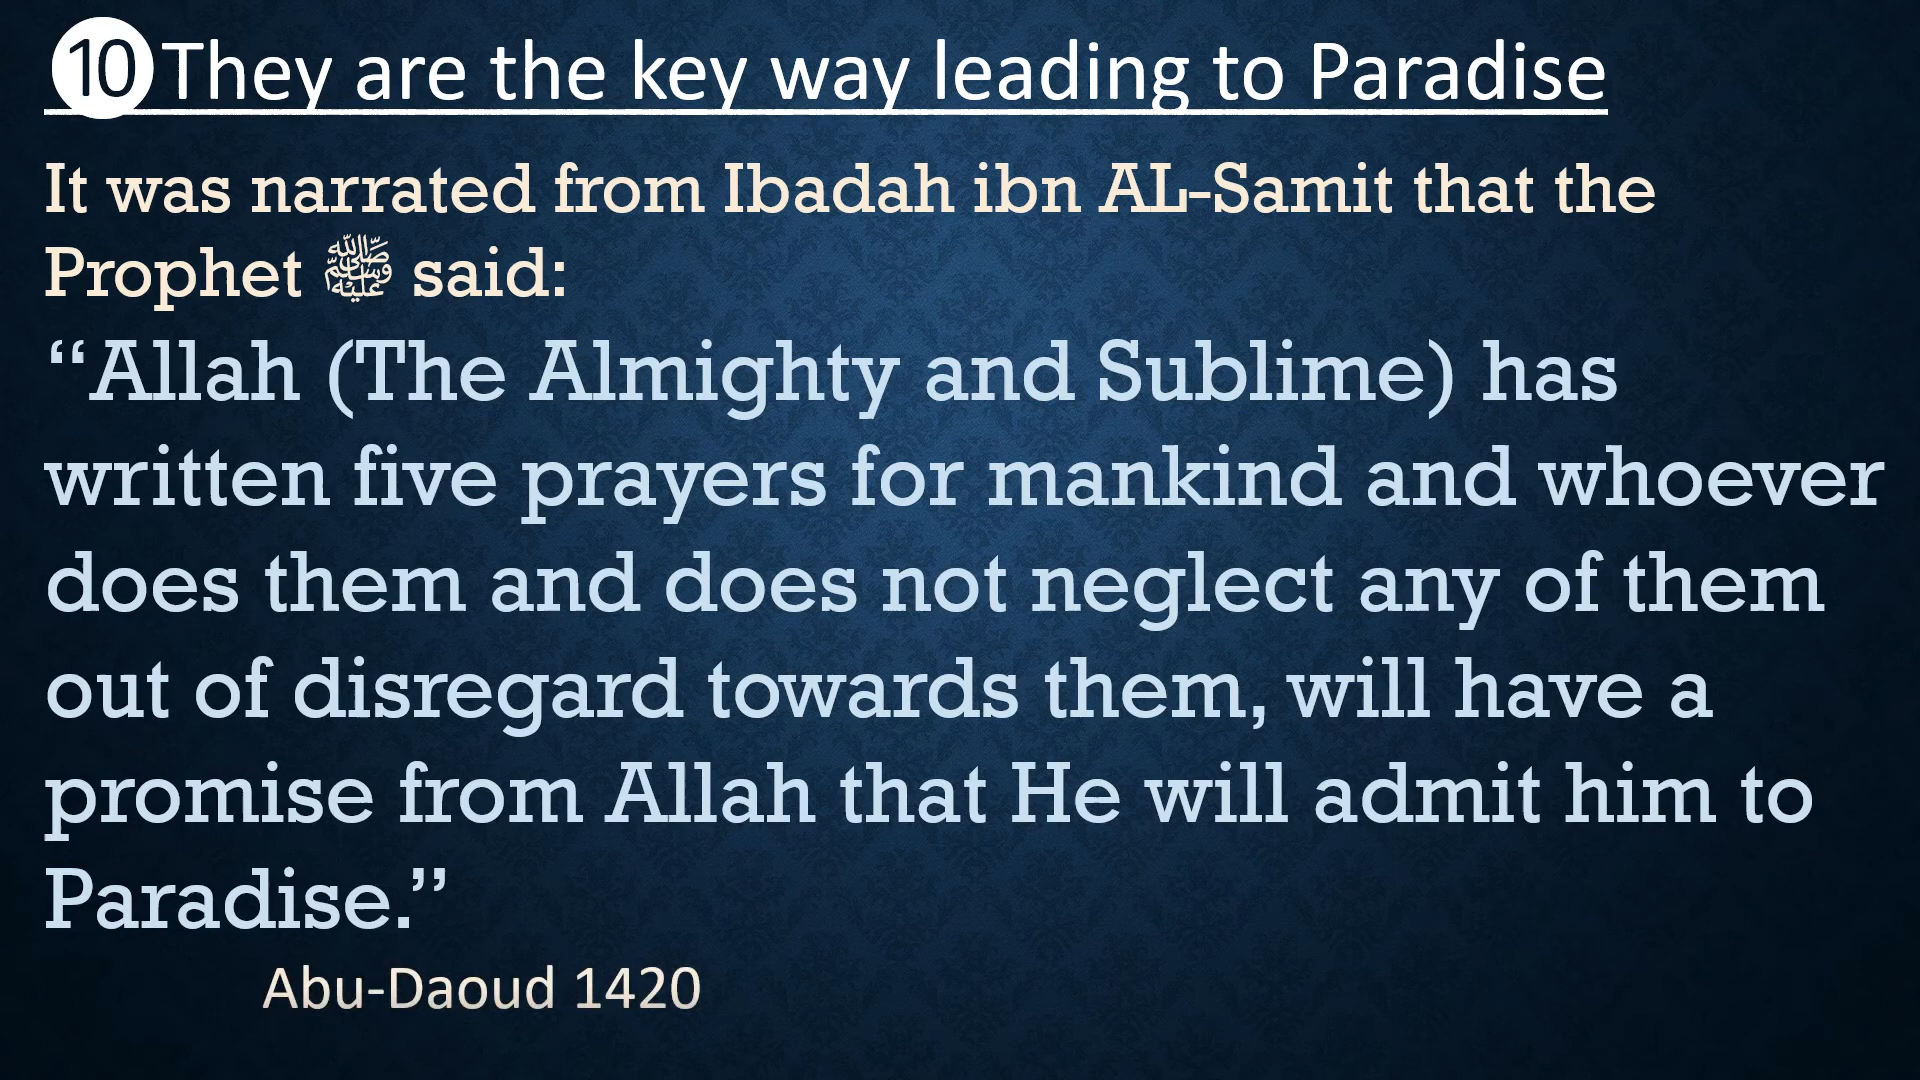 ❿They are the key way leading to Paradise
It was narrated from Ibadah ibn AL-Samit that the
Prophet ﷺ said:
“Allah (The Almighty and Sublime) has
written five prayers for mankind and whoever
does them and does not neglect any of them
out of disregard towards them, will have a
promise from Allah that He will admit him to
Paradise.”
Abu-Daoud 1420